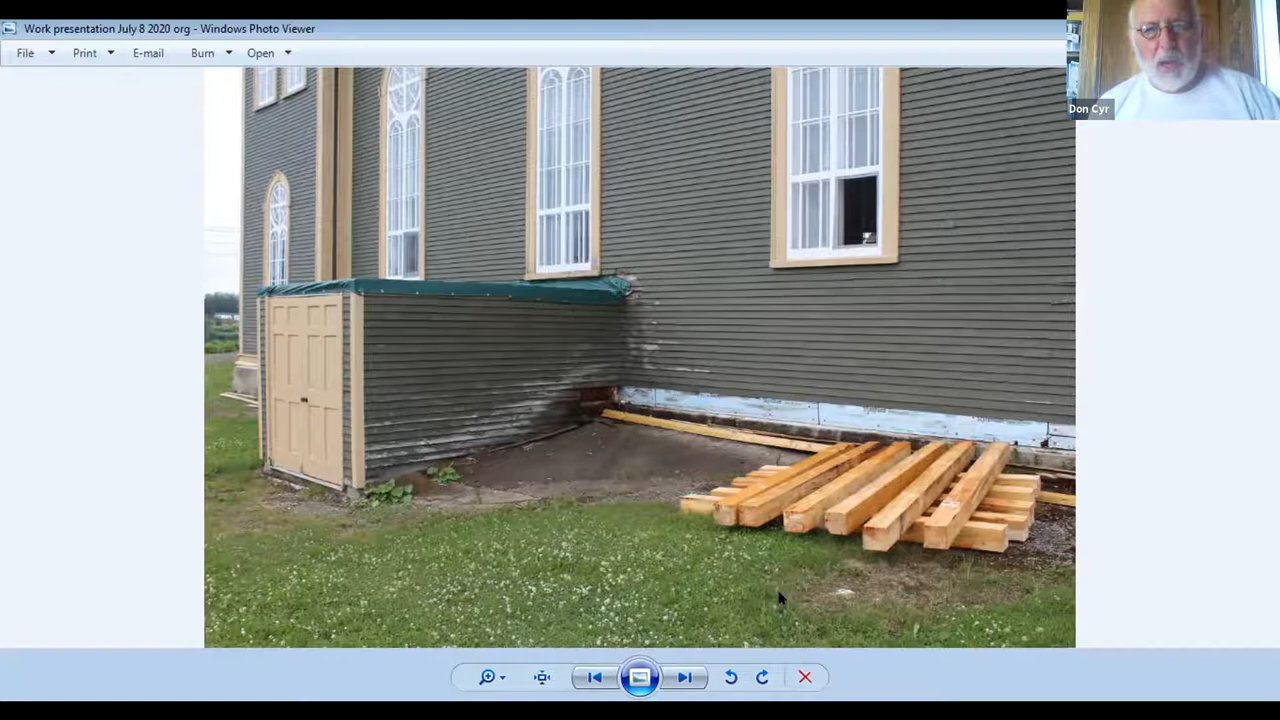 Work presentation July 8 2020 org - Windows Photo Viewer
File Print E-mail Burn Open
Don Cyr